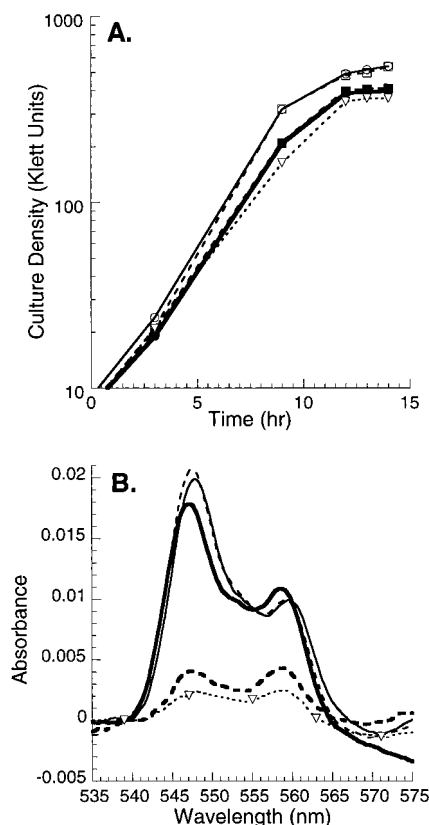 A.
1000
100
10
Culture Density (Klett Units)
0 5 10 15
Time (hr)
B.
0.02
0.015
0.01
0.005
0
-0.005
Absorbance
535 540 545 550 555 560 565 570 575
Wavelength (nm)